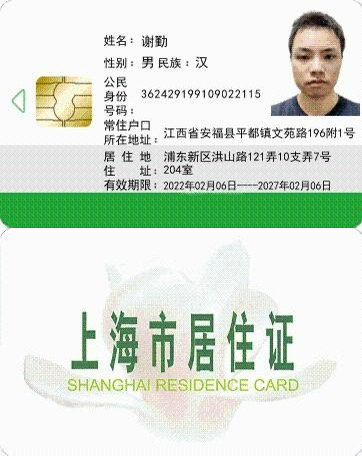 姓名：谢勤
性别：男 民族：汉
公民
身份 362429199109022115
号码：
常住户口
所在地址：江西省安福县平都镇文苑路196附1号
居 住 地 浦东新区洪山路121弄10支弄7号
住 址：204室
有效期限：2022年02月06日----2027年02月06日
上海市居住证
SHANGHAI RESIDENCE CARD